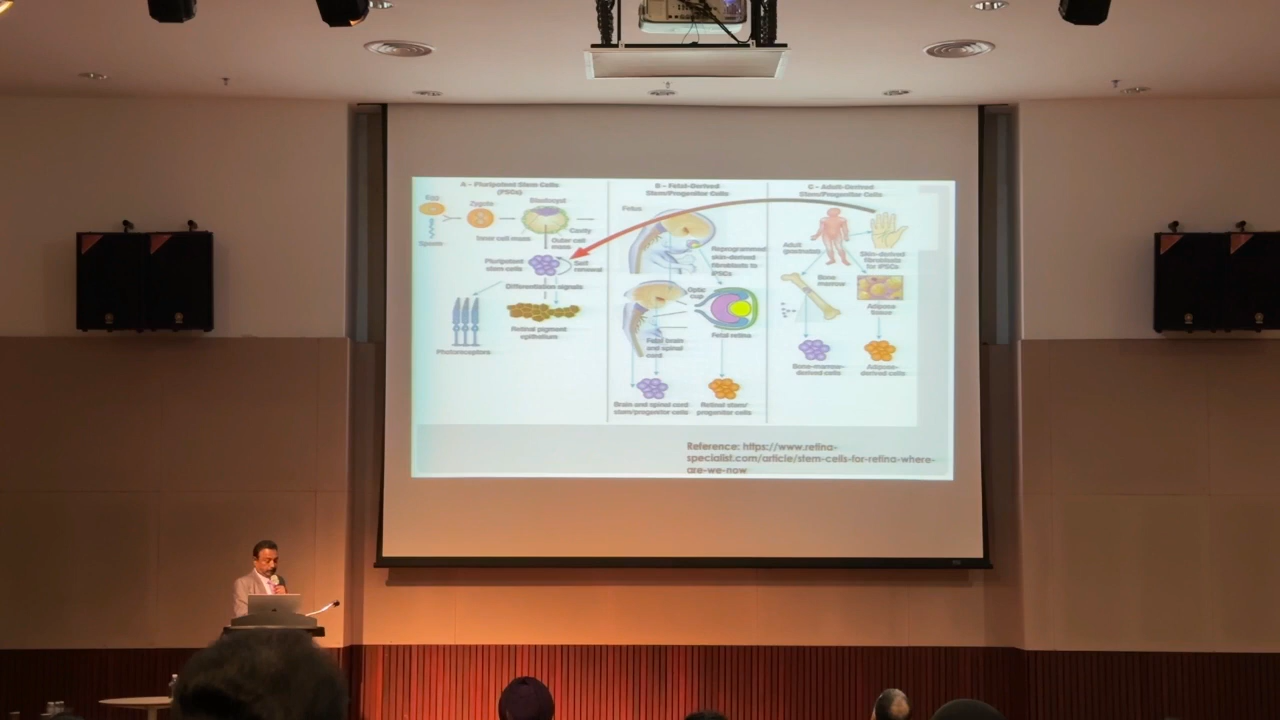 A – Pluripotent Stem Cells
(PSCs)
Egg
Sperm
Zygote
Blastocyst
Cavity
Inner cell mass
Outer cell
mass
Pluripotent
stem cells
Self
renewal
Differentiation signals
Photoreceptors
Retinal pigment
epithelium
B – Fetal-Derived
Stem/Progenitor Cells
Fetus
Reprogrammed
skin-derived
fibroblasts to
iPSCs
Optic
cup
Fetal brain
and spinal
cord
Fetal retina
Brain and spinal cord
stem/progenitor cells
Retinal stem/
progenitor cells
C – Adult-Derived
Stem/Progenitor Cells
Adult
(postnatal)
Skin-derived
fibroblasts
for iPSCs
Bone
marrow
Adipose
tissue
Bone-marrow-
derived cells
Adipose-
derived cells
Reference: https://www.retina-
specialist.com/article/stem-cells-for-retina-where-
are-we-now